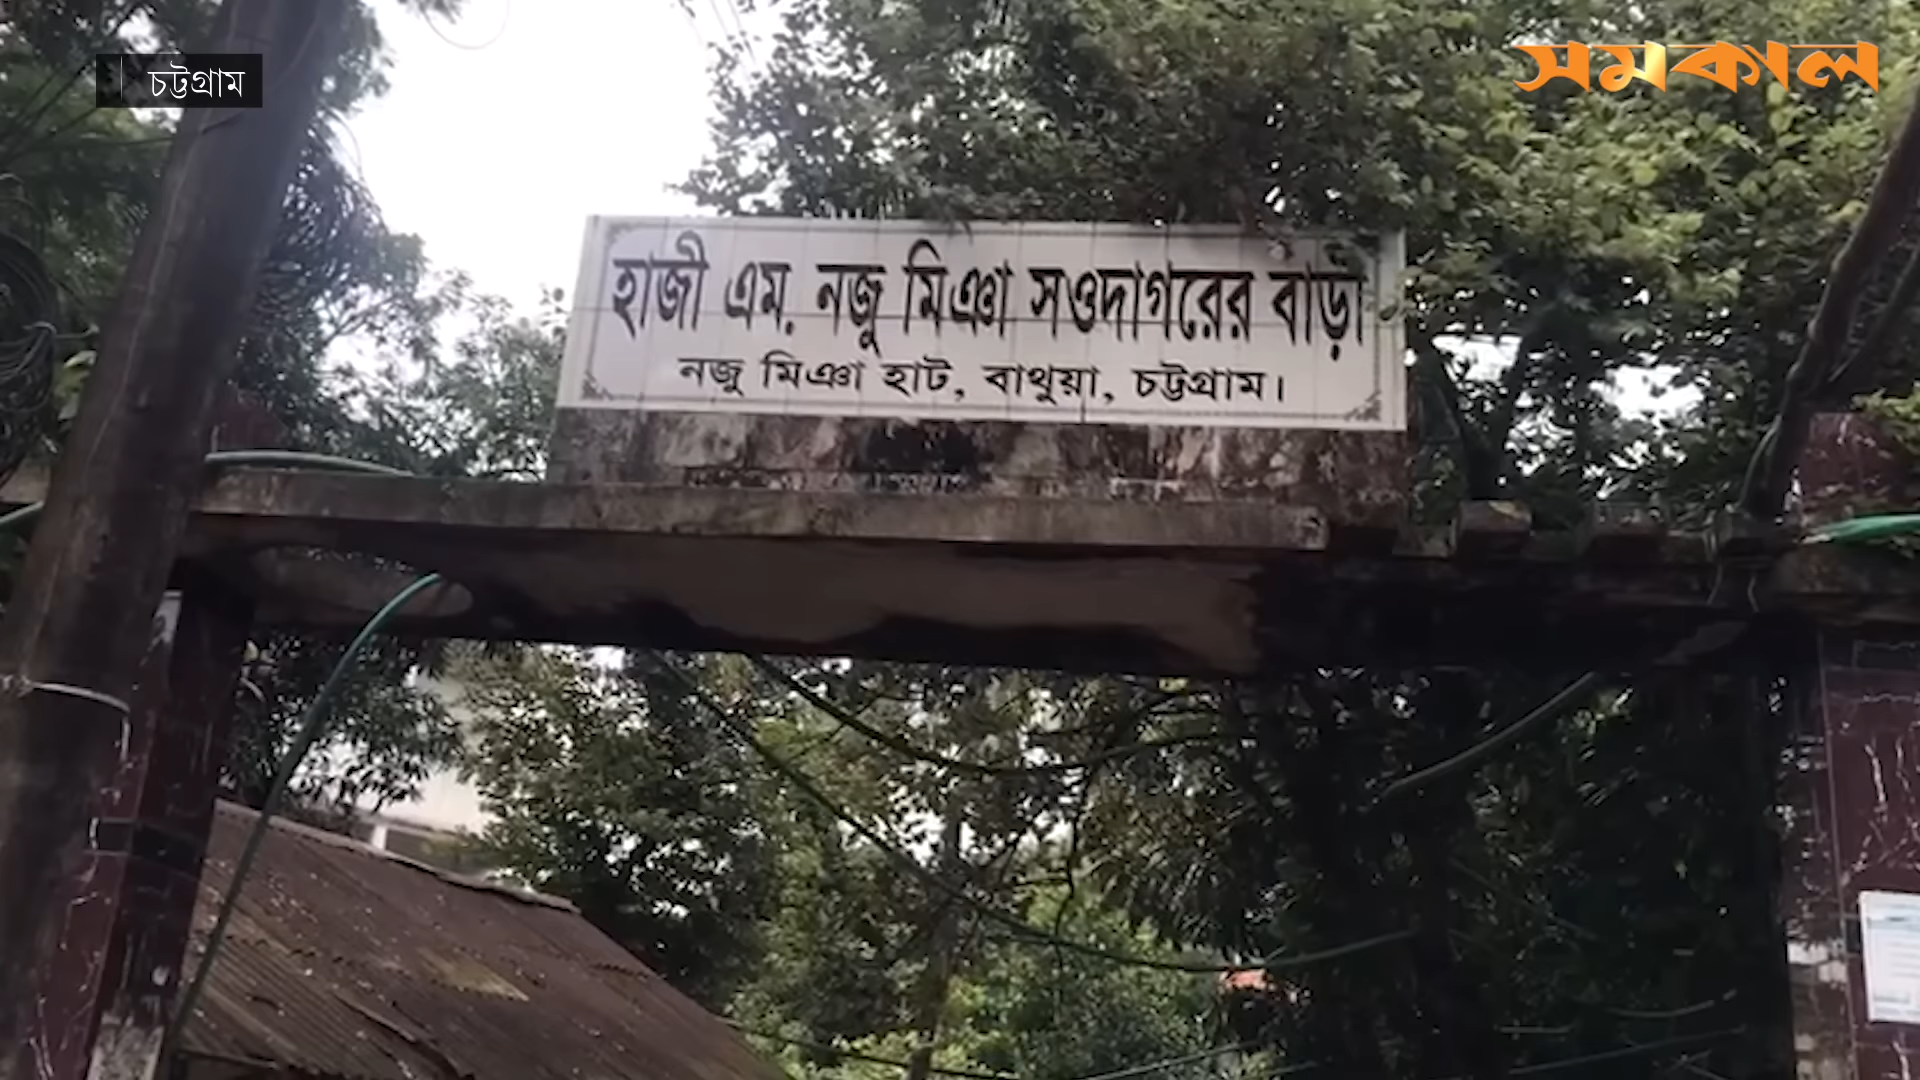 চট্টগ্রাম
সমকাল
হাজী এম. নজু মিঞা সওদাগরের বাড়ী
নজু মিঞা হাট, বাথুয়া, চট্টগ্রাম।